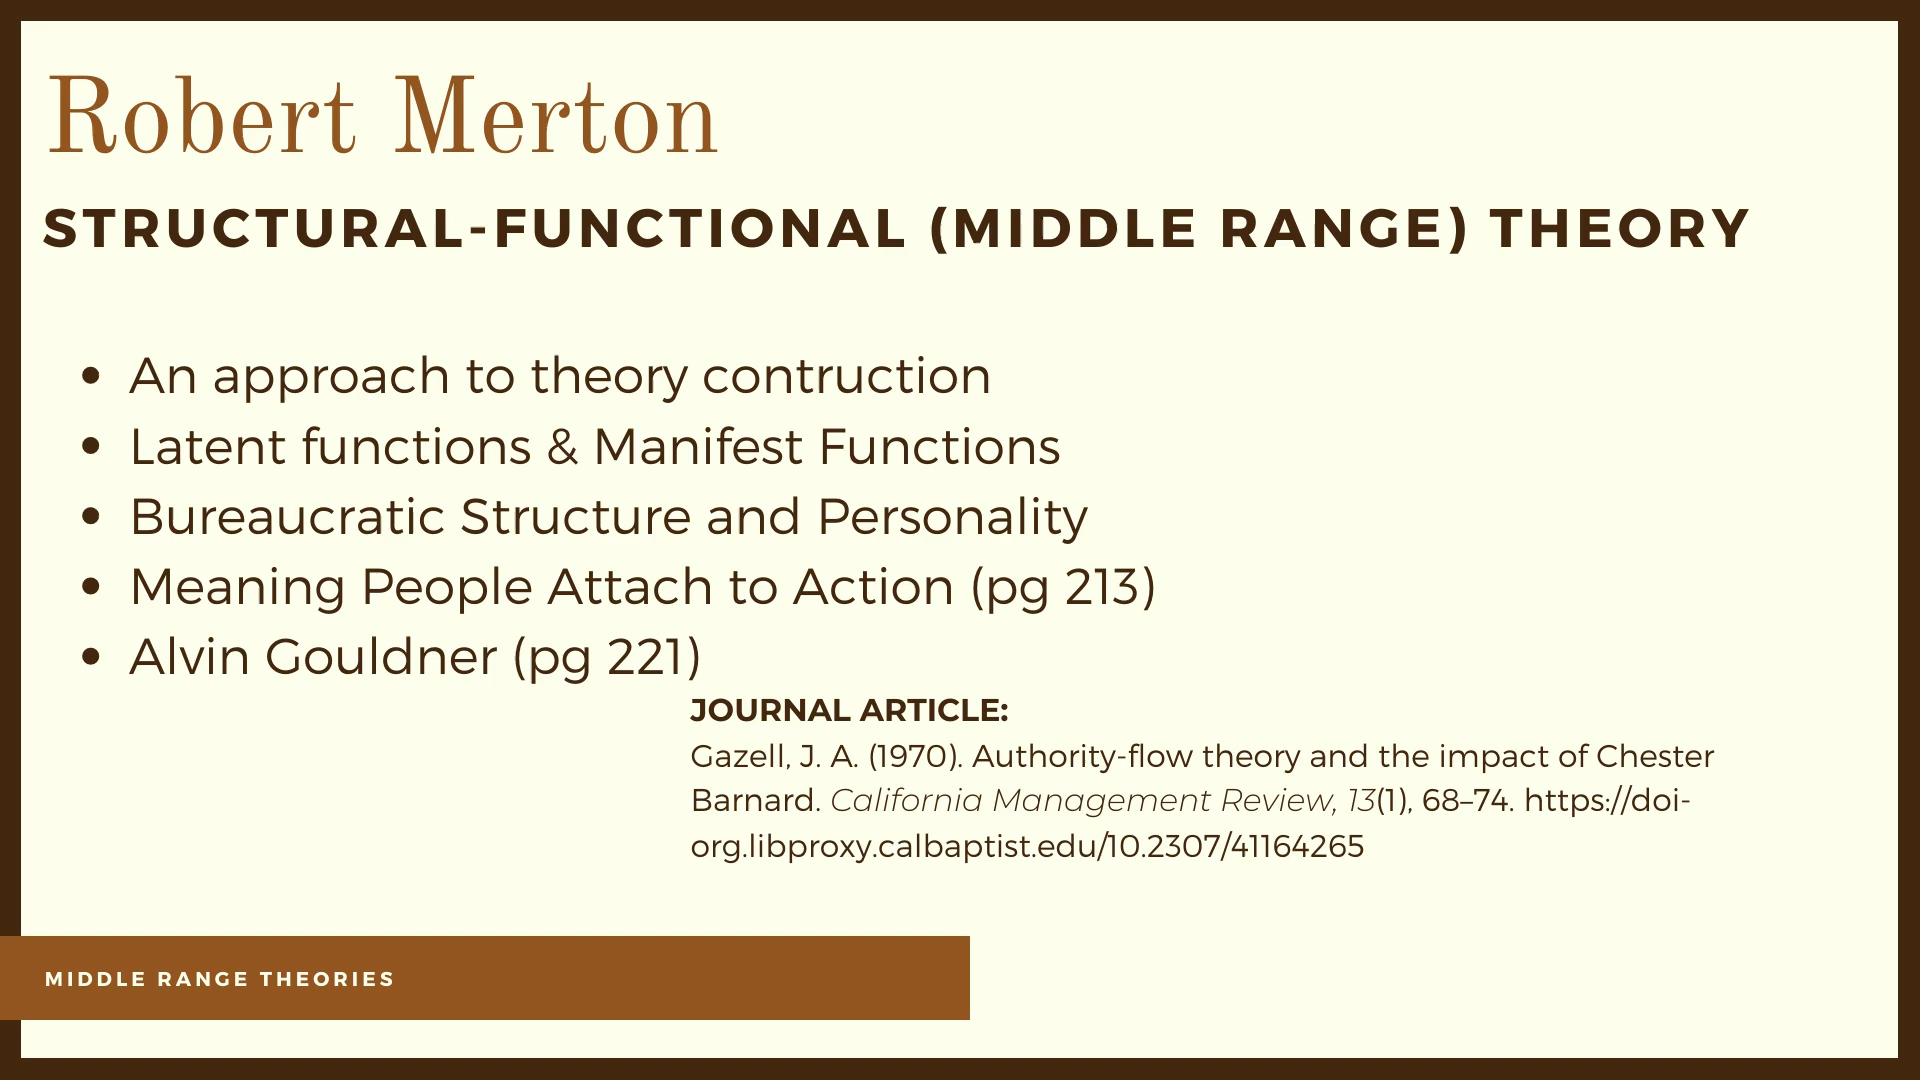 Robert Merton
STRUCTURAL-FUNCTIONAL (MIDDLE RANGE) THEORY
• An approach to theory contruction
• Latent functions & Manifest Functions
• Bureaucratic Structure and Personality
• Meaning People Attach to Action (pg 213)
• Alvin Gouldner (pg 221)
JOURNAL ARTICLE:
Gazell, J. A. (1970). Authority-flow theory and the impact of Chester
Barnard. California Management Review, 13(1), 68–74. https://doi-
org.libproxy.calbaptist.edu/10.2307/41164265
MIDDLE RANGE THEORIES